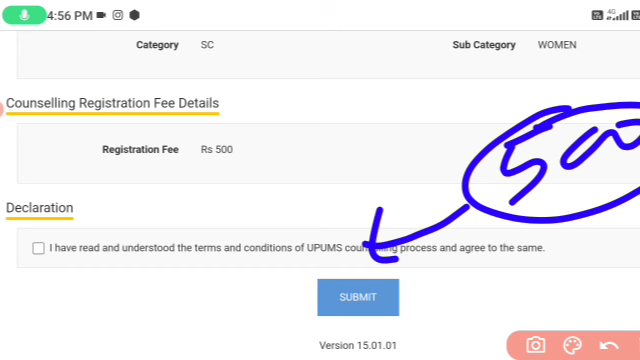 4:56 PM
4G
Category SC Sub Category WOMEN
Counselling Registration Fee Details
Registration Fee Rs 500
500
Declaration
I have read and understood the terms and conditions of UPUMS counselling process and agree to the same.
SUBMIT
Version 15.01.01